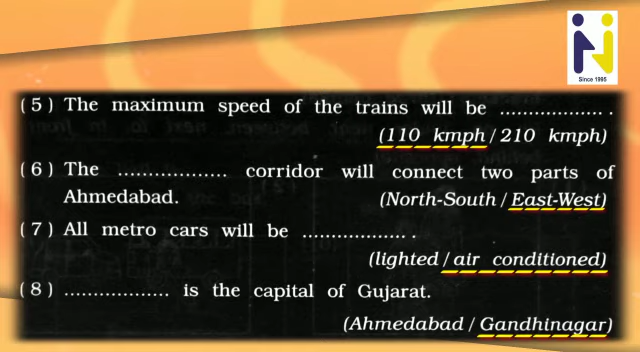 Since 1995
(5) The maximum speed of the trains will be .................. .
(110 kmph / 210 kmph)
(6) The .................. corridor will connect two parts of
Ahmedabad.
(North-South / East-West)
(7) All metro cars will be .................. .
(lighted / air conditioned)
(8) .................. is the capital of Gujarat.
(Ahmedabad / Gandhinagar)